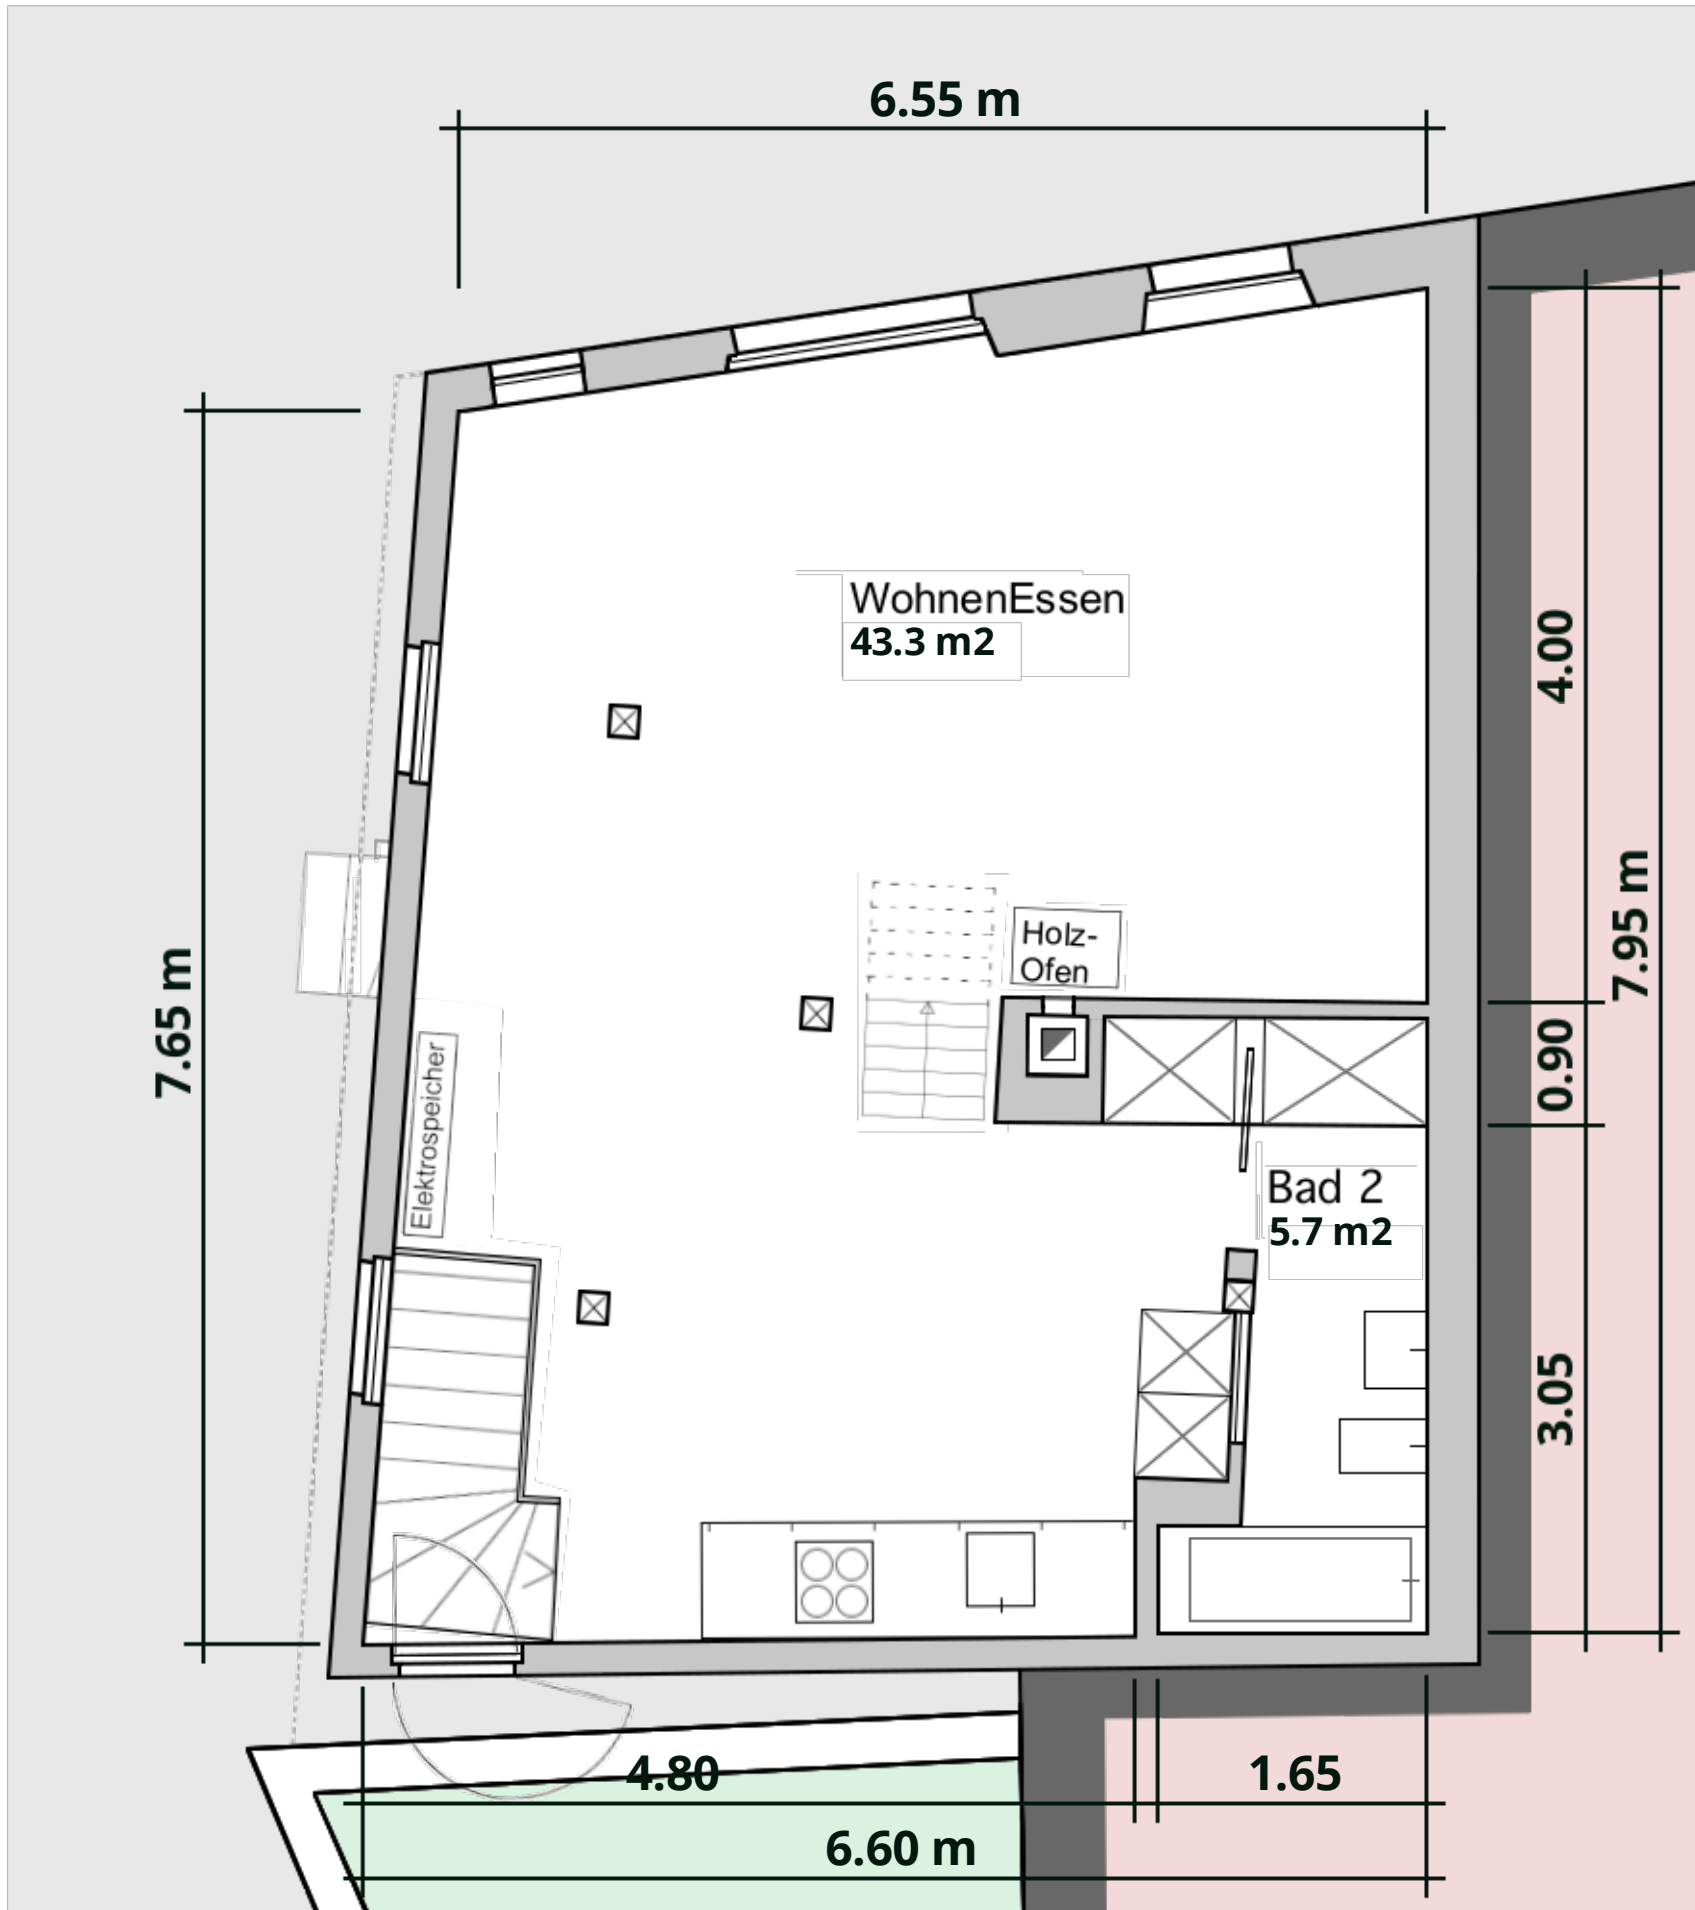 6.55 m
WohnenEssen
43.3 m2
4.00
7.95 m
Holz-
Ofen
7.65 m
Elektrospeicher
0.90
Bad 2
5.7 m2
3.05
4.80
1.65
6.60 m